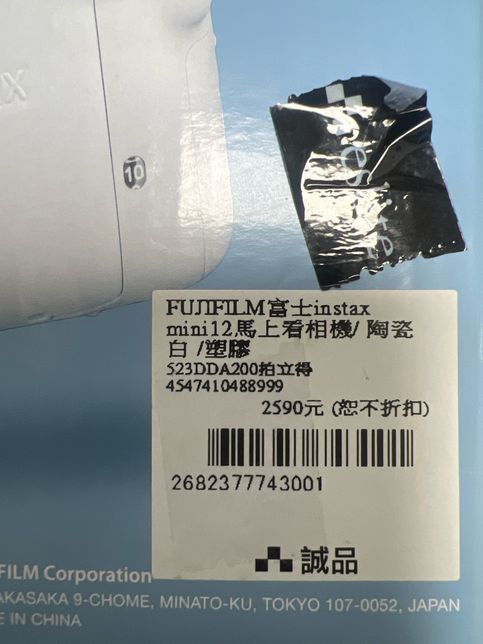 X
10
FUJIFILM富士instax
mini12馬上看相機/ 陶瓷
白 /塑膠
523DDA200拍立得
4547410488999
2590元 (恕不折扣)
2682377743001
誠品
FILM Corporation
AKASAKA 9-CHOME, MINATO-KU, TOKYO 107-0052, JAPAN
E IN CHINA